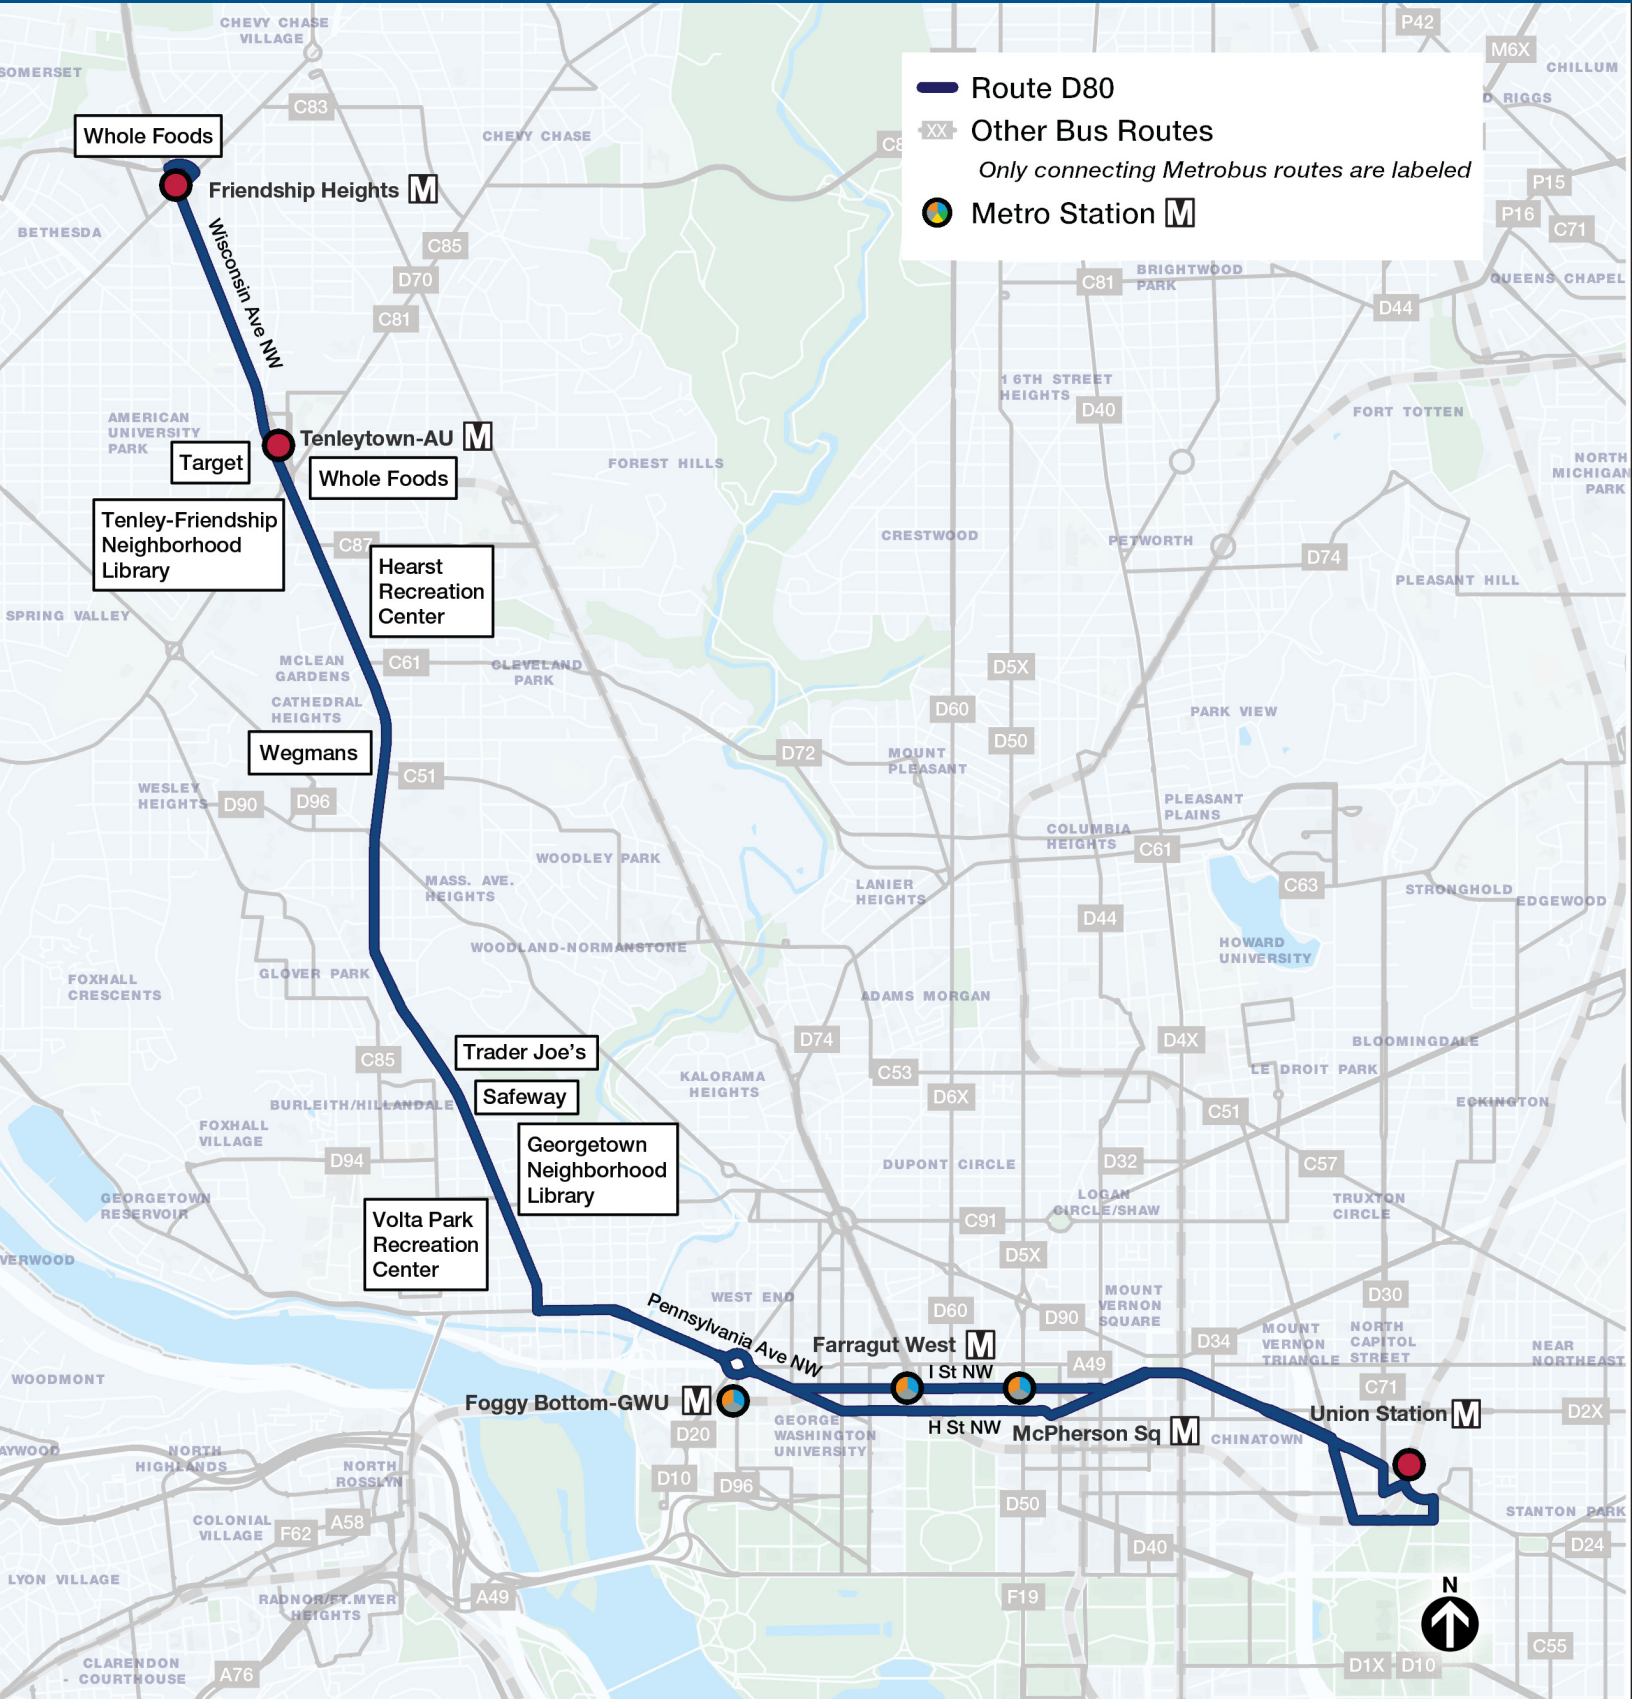 CHEVY CHASE
VILLAGE
P42
M6X
SOMERSET
CHILLUM
Route D80
XX Other Bus Routes
Only connecting Metrobus routes are labeled
Metro Station M
D RIGGS
C83
Whole Foods
CHEVY CHASE
C8
Friendship Heights M
P15
P16
C71
BETHESDA
Wisconsin Ave NW
C85
D70
C81
C81
BRIGHTWOOD
PARK
QUEENS CHAPEL
D44
16TH STREET
HEIGHTS
D40
FORT TOTTEN
AMERICAN
UNIVERSITY
PARK
Tenleytown-AU M
Target
Whole Foods
FOREST HILLS
NORTH
MICHIGAN
PARK
Tenley-Friendship
Neighborhood
Library
C87
CRESTWOOD
PETWORTH
D74
Hearst
Recreation
Center
PLEASANT HILL
SPRING VALLEY
MCLEAN
GARDENS
C61
CLEVELAND
PARK
D5X
CATHEDRAL
HEIGHTS
D60
PARK VIEW
Wegmans
D72
D50
MOUNT
PLEASANT
C51
WESLEY
HEIGHTS
D90
D96
PLEASANT
PLAINS
COLUMBIA
HEIGHTS
C61
WOODLEY PARK
MASS. AVE.
HEIGHTS
LANIER
HEIGHTS
C63
STRONGHOLD
EDGEWOOD
D44
WOODLAND-NORMANSTONE
HOWARD
UNIVERSITY
FOXHALL
CRESCENTS
GLOVER PARK
ADAMS MORGAN
D74
D4X
BLOOMINGDALE
Trader Joe's
C85
C53
LE DROIT PARK
KALORAMA
HEIGHTS
Safeway
D6X
C51
ECKINGTON
BURLEITH/HILLANDALE
FOXHALL
VILLAGE
Georgetown
Neighborhood
Library
D94
DUPONT CIRCLE
D32
C57
GEORGETOWN
RESERVOIR
LOGAN
CIRCLE/SHAW
TRUXTON
CIRCLE
Volta Park
Recreation
Center
C91
D5X
VERWOOD
WEST END
D60
MOUNT
VERNON
SQUARE
D30
Pennsylvania Ave NW
D90
Farragut West M
D34
MOUNT
VERNON
TRIANGLE
NORTH
CAPITOL
STREET
NEAR
NORTHEAST
I St NW
A49
WOODMONT
C71
Foggy Bottom-GWU M
Union Station M
D2X
H St NW
McPherson Sq M
CHINATOWN
GEORGE
WASHINGTON
UNIVERSITY
D20
AYWOOD
NORTH
HIGHLANDS
NORTH
ROSSLYN
D10
D96
D50
STANTON PARK
COLONIAL
VILLAGE
F62
A58
D40
D24
LYON VILLAGE
A49
F19
N
RADNOR/FT.MYER
HEIGHTS
C55
CLARENDON
- COURTHOUSE
A76
D1X
D10